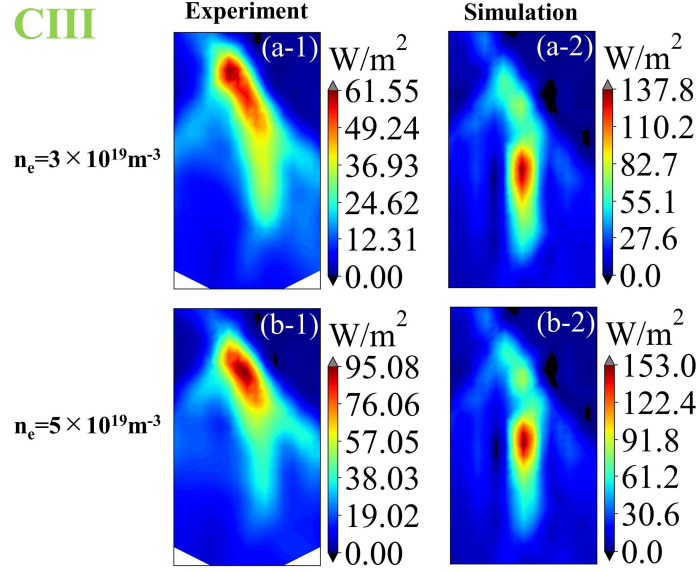 CIII
Experiment
Simulation
(a-1)
W/m²
61.55
49.24
36.93
24.62
12.31
0.00
(a-2)
W/m²
137.8
110.2
82.7
55.1
27.6
0.0
nₑ=3×10¹⁹m⁻³
(b-1)
W/m²
95.08
76.06
57.05
38.03
19.02
0.00
(b-2)
W/m²
153.0
122.4
91.8
61.2
30.6
0.0
nₑ=5×10¹⁹m⁻³